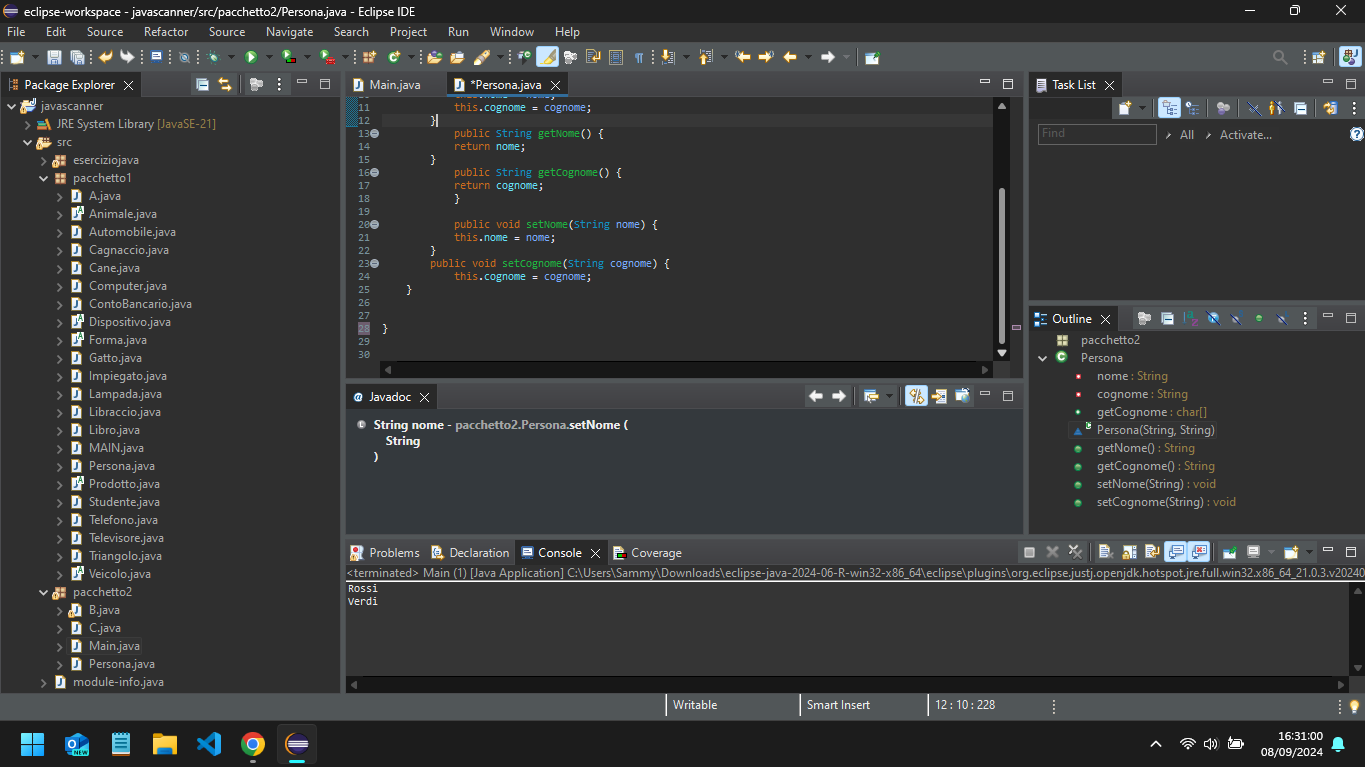 eclipse-workspace - javascanner/src/pacchetto2/Persona.java - Eclipse IDE
File Edit Source Refactor Source Navigate Search Project Run Window Help
Package Explorer
javascanner
JRE System Library [JavaSE-21]
src
eserciziojava
pacchetto1
A.java
Animale.java
Automobile.java
Cagnaccio.java
Cane.java
Computer.java
ContoBancario.java
Dispositivo.java
Forma.java
Gatto.java
Impiegato.java
Lampada.java
Libraccio.java
Libro.java
MAIN.java
Persona.java
Prodotto.java
Studente.java
Telefono.java
Televisore.java
Triangolo.java
Veicolo.java
pacchetto2
B.java
C.java
Main.java
Persona.java
module-info.java
Main.java *Persona.java
11 this.cognome = cognome;
12 }
13 public String getNome() {
14 return nome;
15 }
16 public String getCognome() {
17 return cognome;
18 }
19
20 public void setNome(String nome) {
21 this.nome = nome;
22 }
23 public void setCognome(String cognome) {
24 this.cognome = cognome;
25 }
26
27
28 }
29
30
Javadoc
String nome - pacchetto2.Persona.setNome (
String
)
Problems Declaration Console Coverage
<terminated> Main (1) [Java Application] C:\Users\Sammy\Downloads\eclipse-java-2024-06-R-win32-x86_64\eclipse\plugins\org.eclipse.justj.openjdk.hotspot.jre.full.win32.x86_64_21.0.3.v20240
Rossi
Verdi
Task List
Find All Activate...
Outline
pacchetto2
Persona
nome : String
cognome : String
getCognome : char[]
Persona(String, String)
getNome() : String
getCognome() : String
setNome(String) : void
setCognome(String) : void
Writable Smart Insert 12 : 10 : 228
NEW
16:31:00
08/09/2024